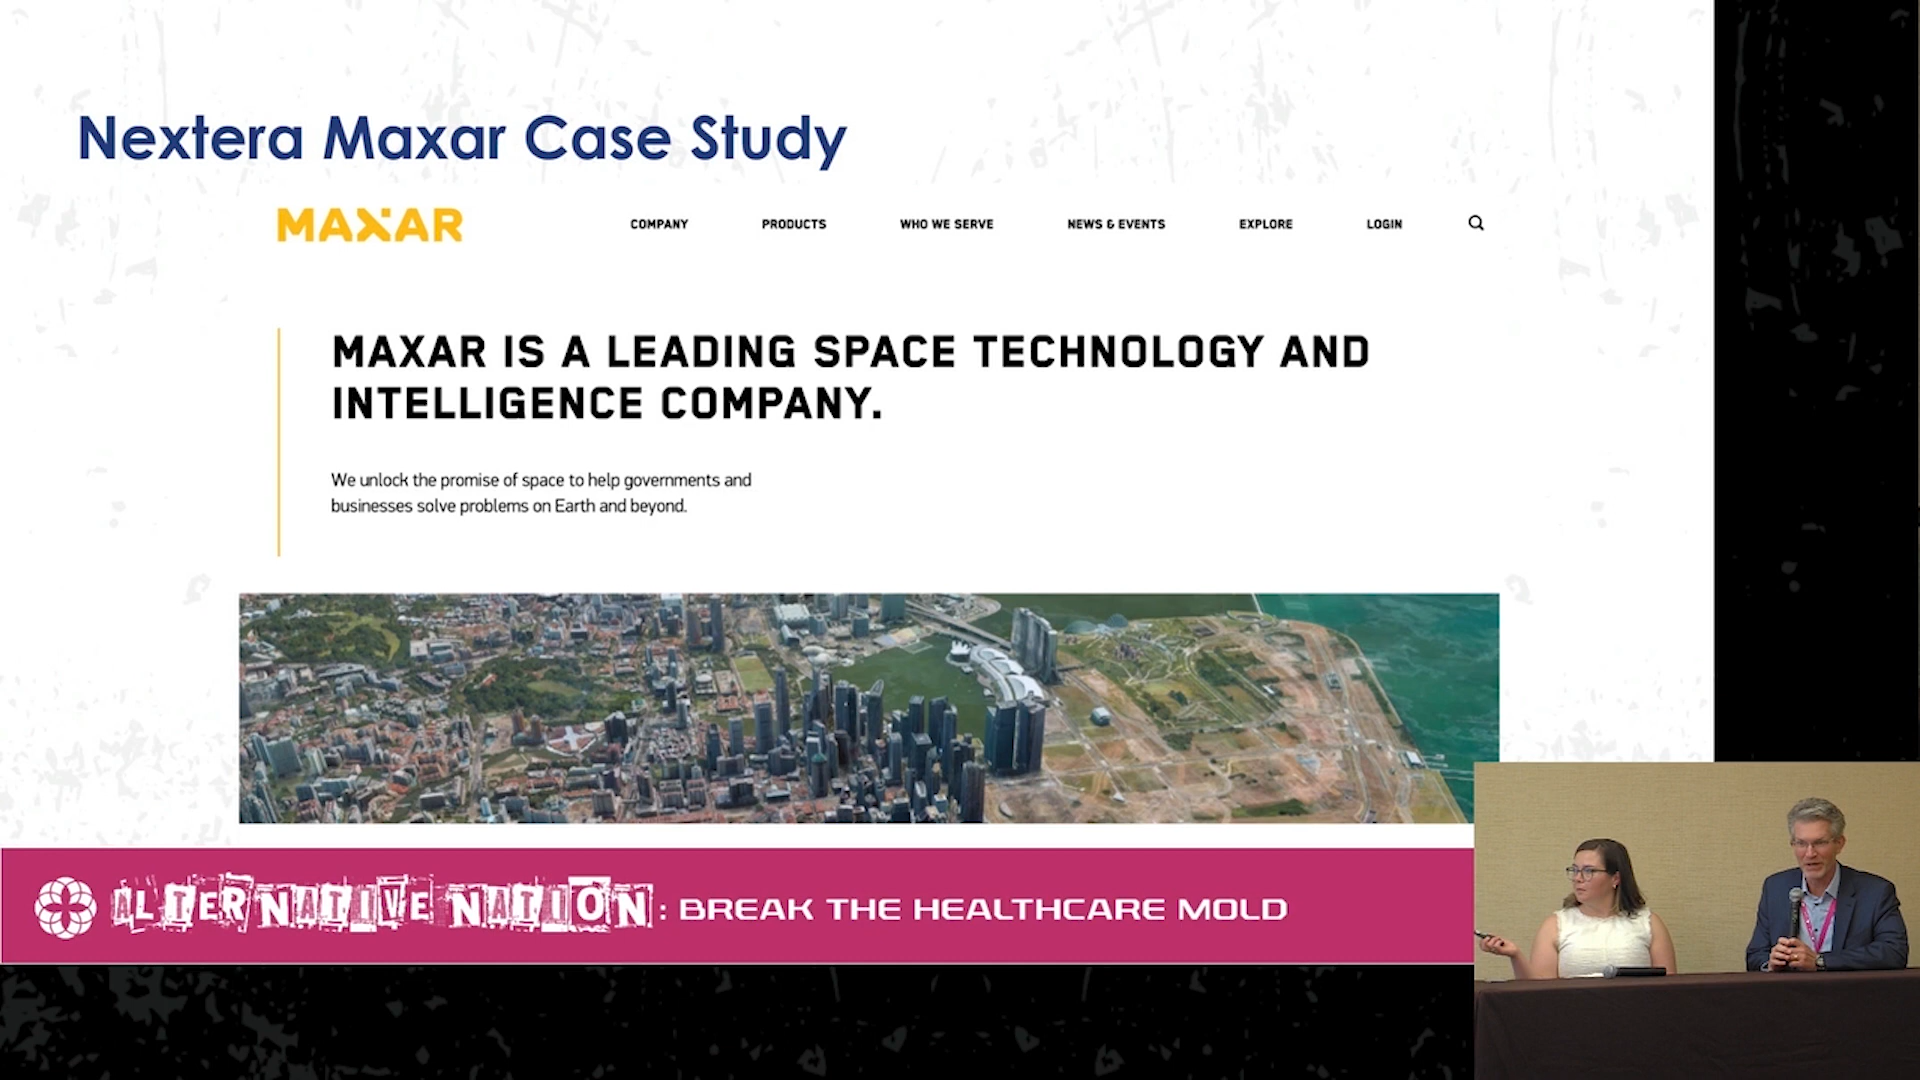 Nextera Maxar Case Study
MAXAR
COMPANY
PRODUCTS
WHO WE SERVE
NEWS & EVENTS
EXPLORE
LOGIN
MAXAR IS A LEADING SPACE TECHNOLOGY AND
INTELLIGENCE COMPANY.
We unlock the promise of space to help governments and
businesses solve problems on Earth and beyond.
ALTERNATIVE NATION: BREAK THE HEALTHCARE MOLD